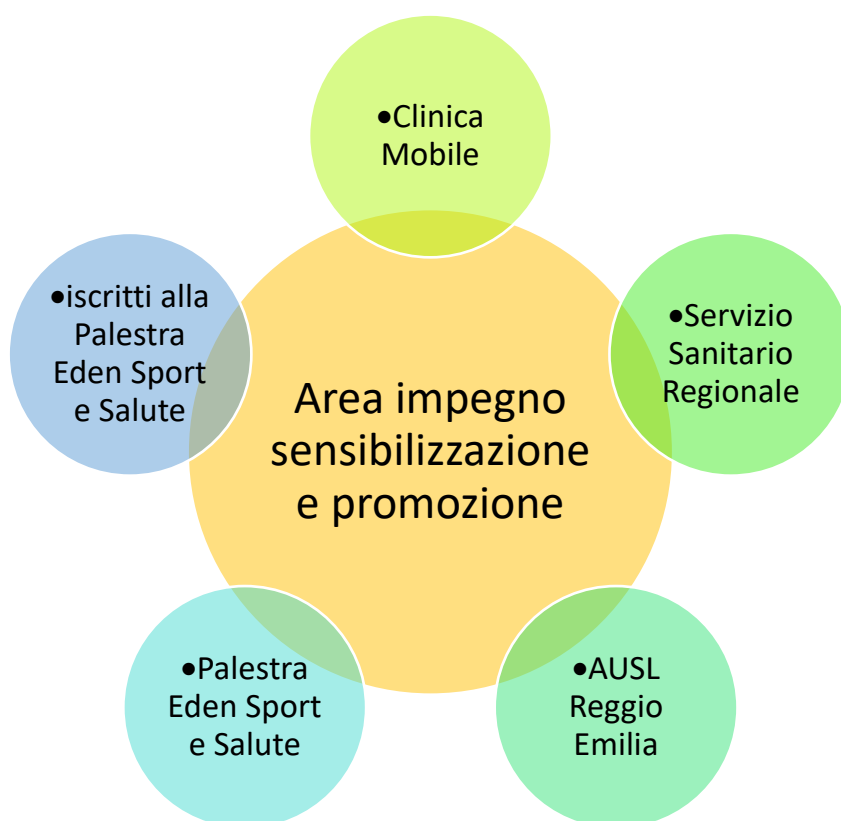 •Clinica
Mobile
•iscritti alla
Palestra
Eden Sport
e Salute
•Servizio
Sanitario
Regionale
Area impegno
sensibilizzazione
e promozione
•Palestra
Eden Sport
e Salute
•AUSL
Reggio
Emilia